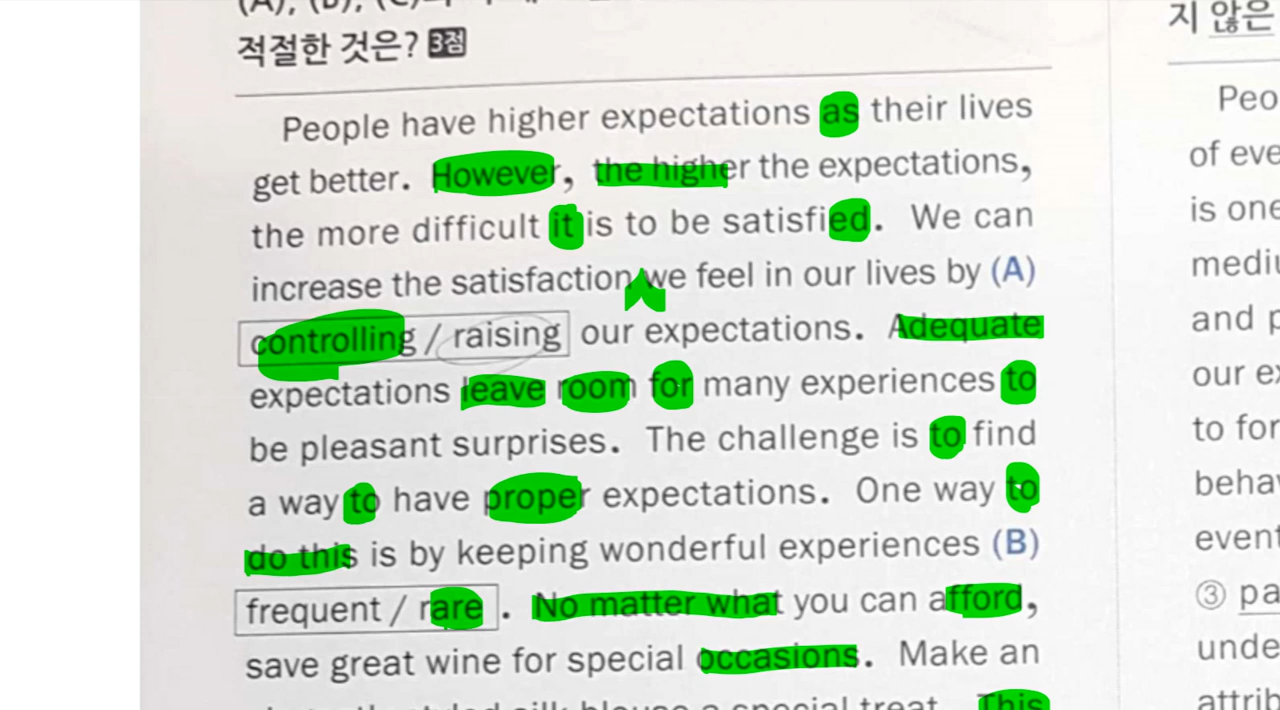 적절한 것은? 3점
People have higher expectations as their lives
get better. However, the higher the expectations,
the more difficult it is to be satisfied. We can
increase the satisfaction we feel in our lives by (A)
controlling / raising our expectations. Adequate
expectations leave room for many experiences to
be pleasant surprises. The challenge is to find
a way to have proper expectations. One way to
do this is by keeping wonderful experiences (B)
frequent / rare . No matter what you can afford,
save great wine for special occasions. Make an
silk blouse a special treat. This
지 않은
Peo
of eve
is one
mediu
and p
our ex
to for
behav
event
③ pa
unde
attrib